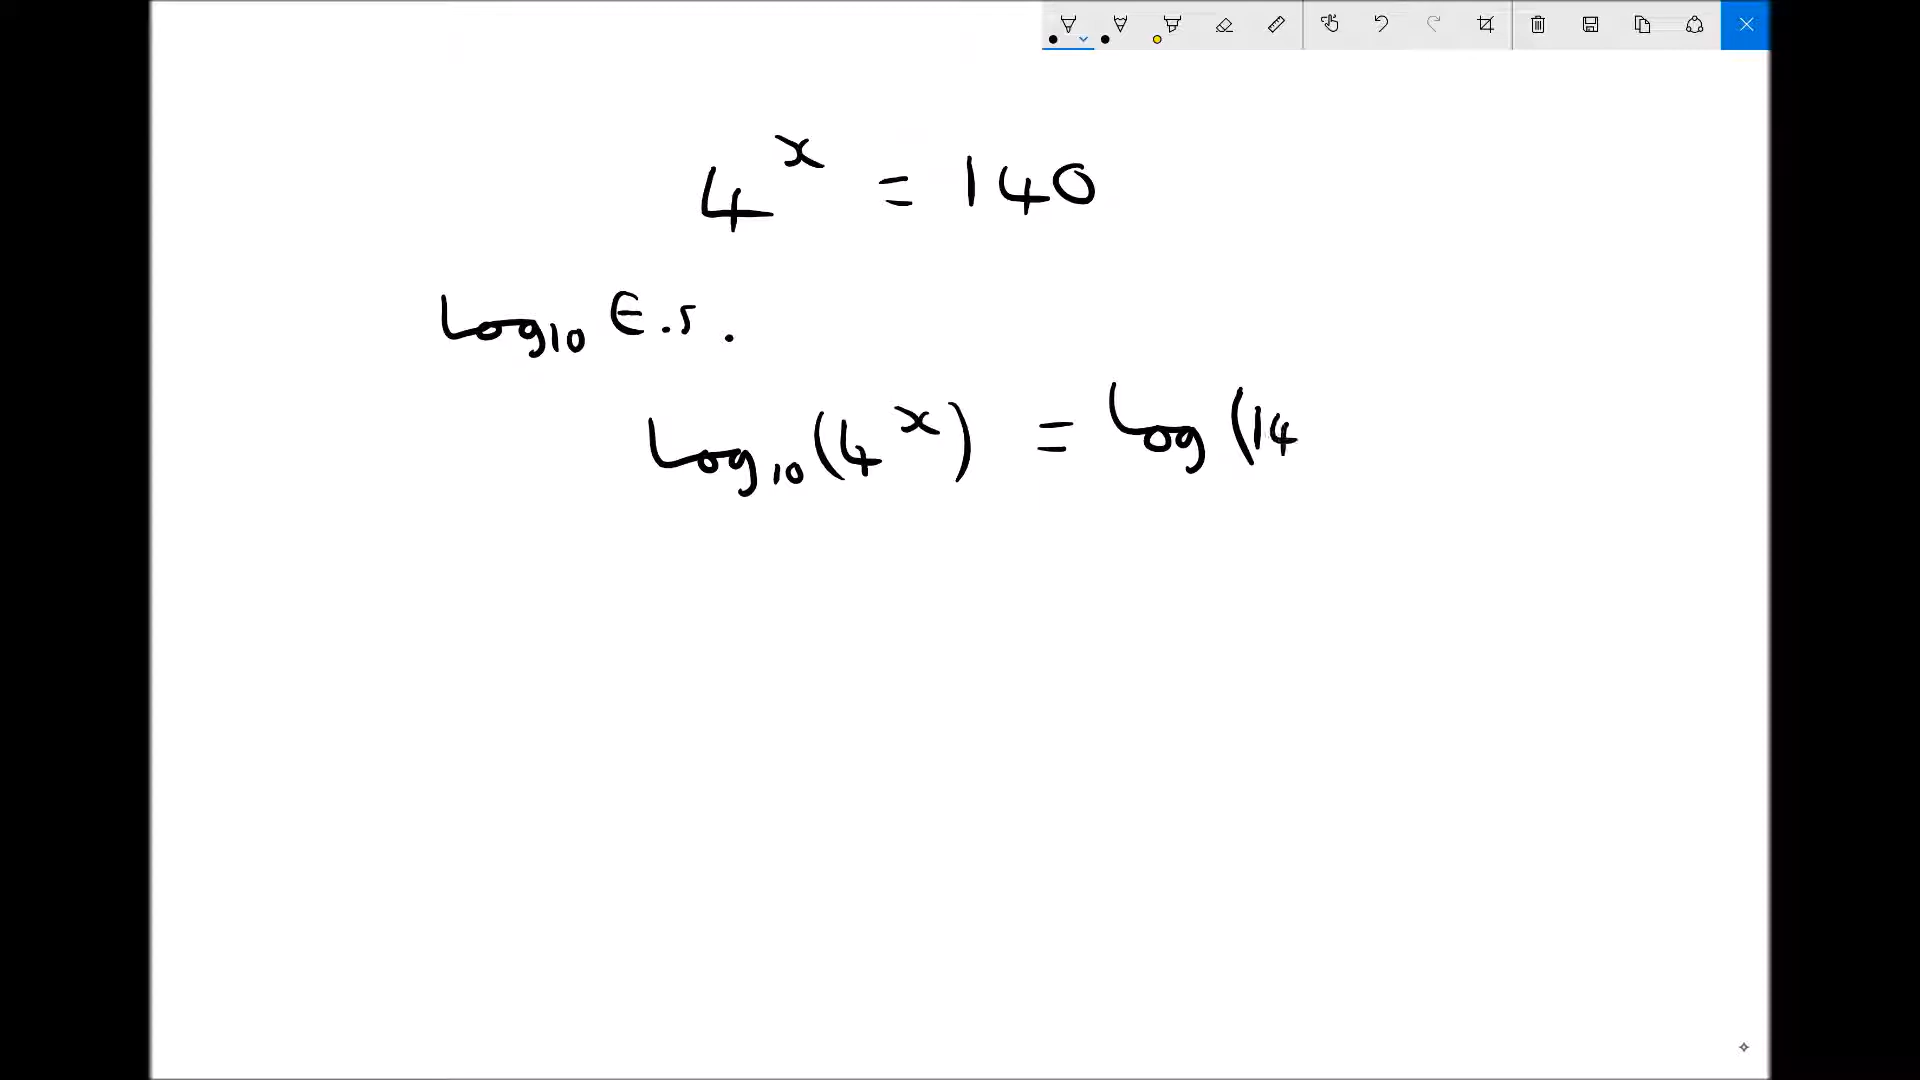 4^x = 140
Log₁₀ E.S.
Log₁₀(4^x) = Log(14